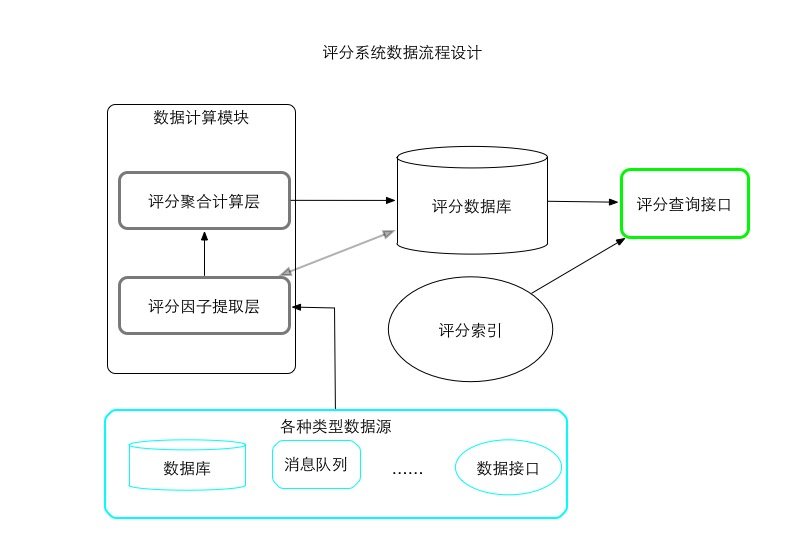 评分系统数据流程设计
数据计算模块
评分聚合计算层
评分数据库
评分查询接口
评分因子提取层
评分索引
各种类型数据源
数据库
消息队列
......
数据接口